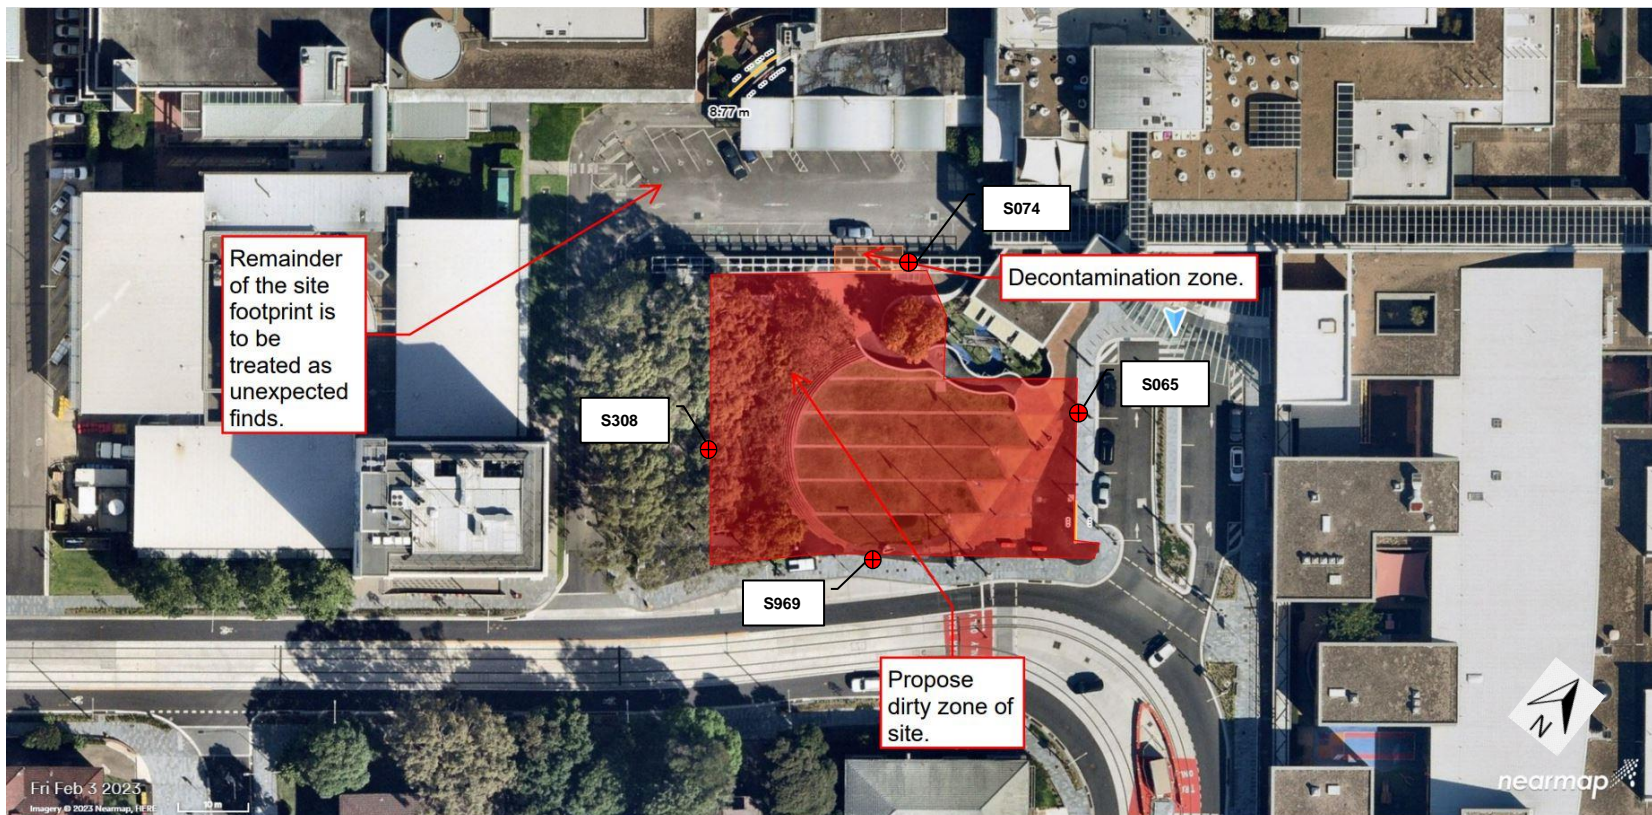 8.77 m
S074
Remainder
of the site
footprint is
to be
treated as
unexpected
finds.
Decontamination zone.
S065
S308
S969
Propose
dirty zone of
site.
N
Fri Feb 3 2023
Imagery © 2023 Nearmap, HERE
10 m
nearmap